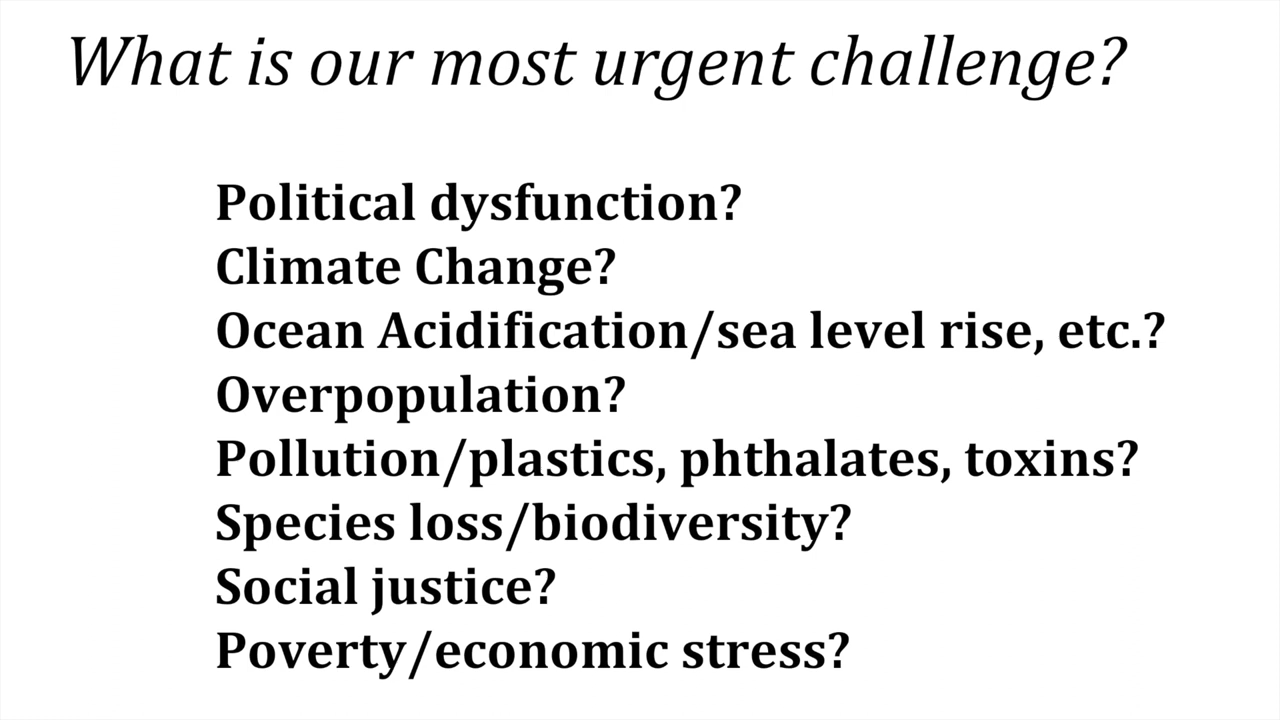 What is our most urgent challenge?
Political dysfunction?
Climate Change?
Ocean Acidification/sea level rise, etc.?
Overpopulation?
Pollution/plastics, phthalates, toxins?
Species loss/biodiversity?
Social justice?
Poverty/economic stress?